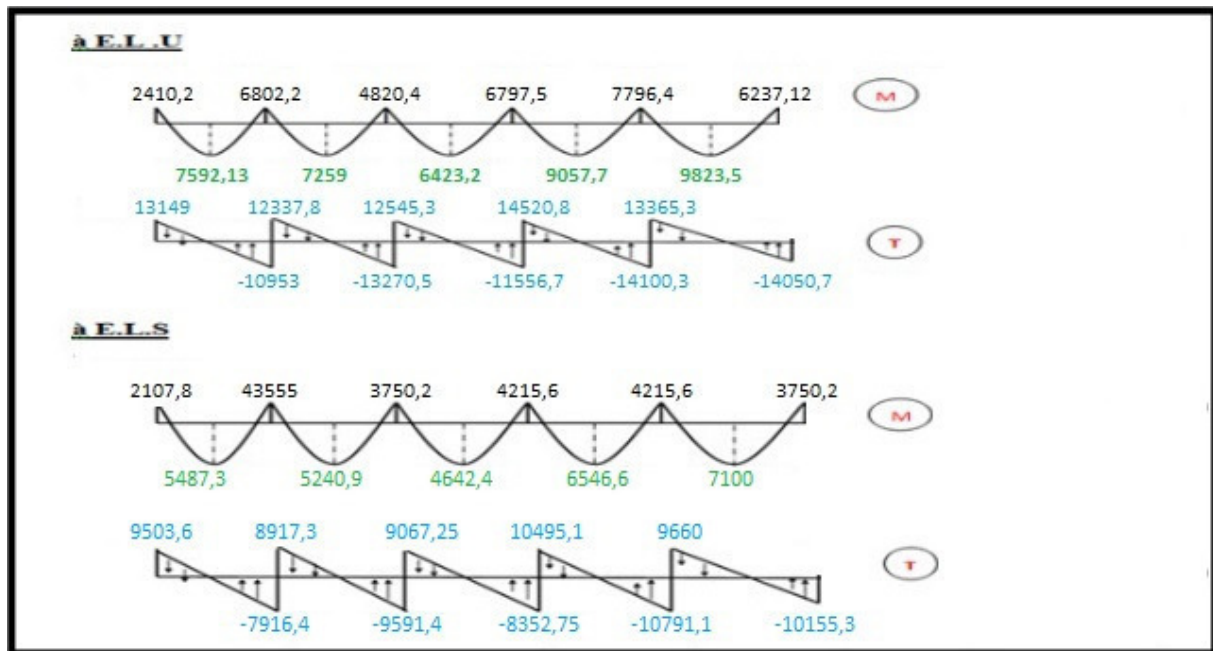 à E.L .U
2410,2 6802,2 4820,4 6797,5 7796,4 6237,12 M
7592,13 7259 6423,2 9057,7 9823,5
13149 12337,8 12545,3 14520,8 13365,3
T
-10953 -13270,5 -11556,7 -14100,3 -14050,7
à E.L.S
2107,8 43555 3750,2 4215,6 4215,6 3750,2
M
5487,3 5240,9 4642,4 6546,6 7100
9503,6 8917,3 9067,25 10495,1 9660
T
-7916,4 -9591,4 -8352,75 -10791,1 -10155,3